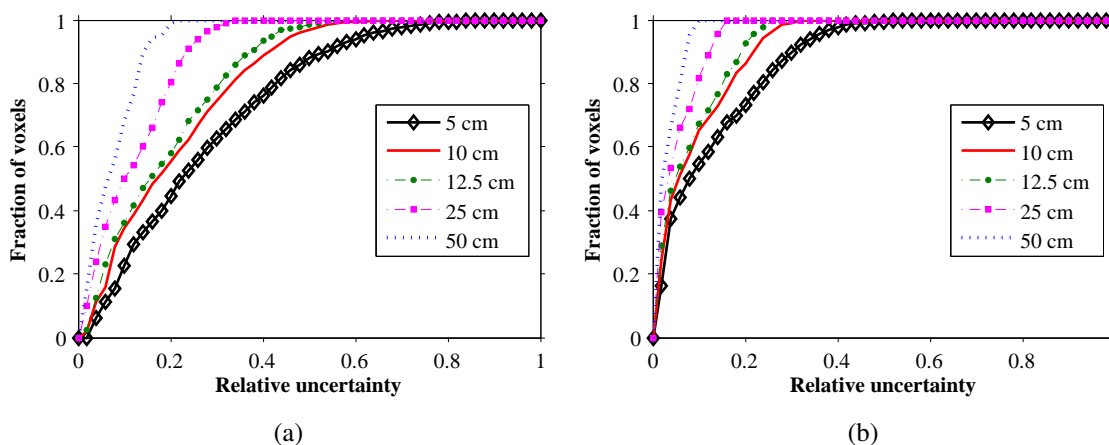 1
0.8
0.6
0.4
0.2
0
Fraction of voxels
0 0.2 0.4 0.6 0.8 1
Relative uncertainty
5 cm
10 cm
12.5 cm
25 cm
50 cm
(a)
1
0.8
0.6
0.4
0.2
0
Fraction of voxels
0 0.2 0.4 0.6 0.8
Relative uncertainty
5 cm
10 cm
12.5 cm
25 cm
50 cm
(b)